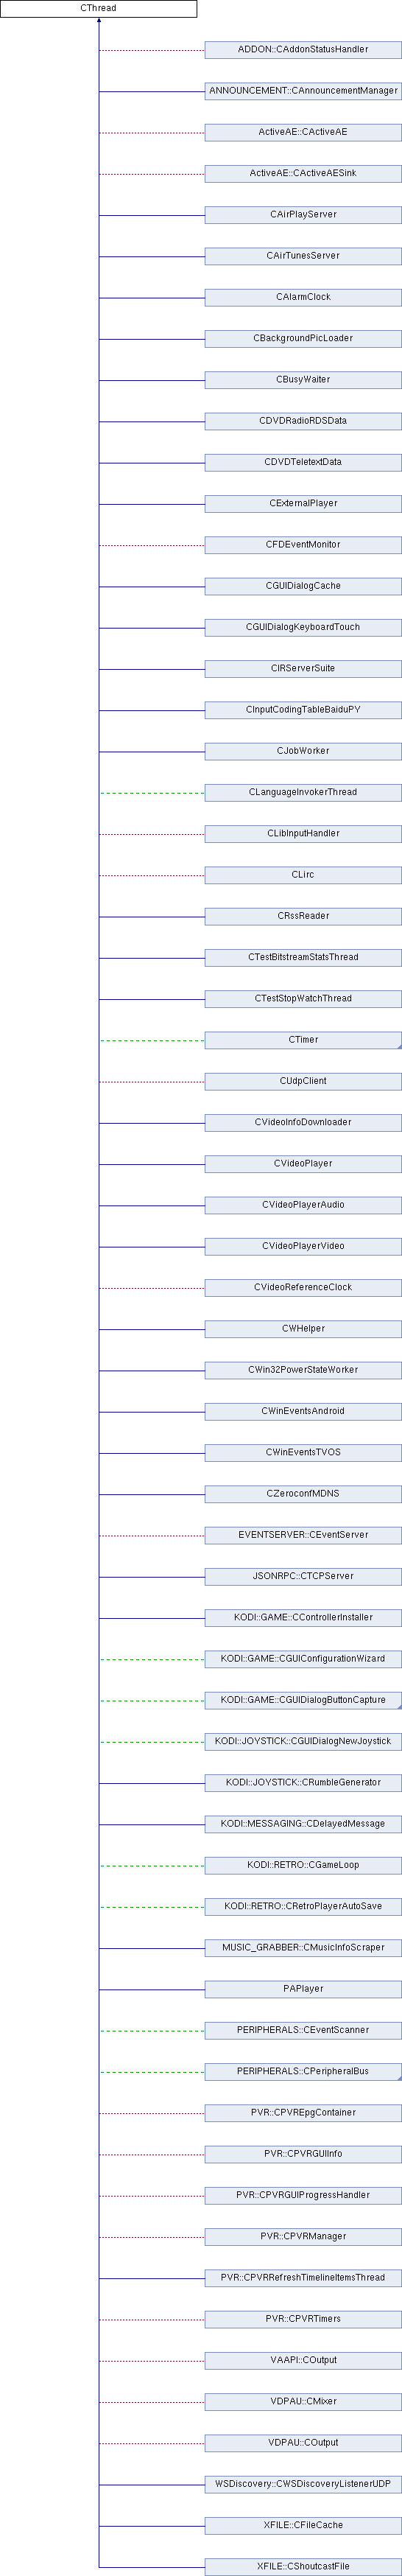 CThread
ADDON::CAddonStatusHandler
ANNOUNCEMENT::CAnnouncementManager
ActiveAE::CActiveAE
ActiveAE::CActiveAESink
CAirPlayServer
CAirTunesServer
CAlarmClock
CBackgroundPicLoader
CBusyWaiter
CDVDRadioRDSData
CDVDTeletextData
CExternalPlayer
CFDEventMonitor
CGUIDialogCache
CGUIDialogKeyboardTouch
CIRServerSuite
CInputCodingTableBaiduPY
CJobWorker
CLanguageInvokerThread
CLibInputHandler
CLirc
CRssReader
CTestBitstreamStatsThread
CTestStopWatchThread
CTimer
CUdpClient
CVideoInfoDownloader
CVideoPlayer
CVideoPlayerAudio
CVideoPlayerVideo
CVideoReferenceClock
CWHelper
CWin32PowerStateWorker
CWinEventsAndroid
CWinEventsTVOS
CZeroconfMDNS
EVENTSERVER::CEventServer
JSONRPC::CTCPServer
KODI::GAME::CControllerInstaller
KODI::GAME::CGUIConfigurationWizard
KODI::GAME::CGUIDialogButtonCapture
KODI::JOYSTICK::CGUIDialogNewJoystick
KODI::JOYSTICK::CRumbleGenerator
KODI::MESSAGING::CDelayedMessage
KODI::RETRO::CGameLoop
KODI::RETRO::CRetroPlayerAutoSave
MUSIC_GRABBER::CMusicInfoScraper
PAPlayer
PERIPHERALS::CEventScanner
PERIPHERALS::CPeripheralBus
PVR::CPVREpgContainer
PVR::CPVRGUIInfo
PVR::CPVRGUIProgressHandler
PVR::CPVRManager
PVR::CPVRRefreshTimelineItemsThread
PVR::CPVRTimers
VAAPI::COutput
VDPAU::CMixer
VDPAU::COutput
WSDiscovery::CWSDiscoveryListenerUDP
XFILE::CFileCache
XFILE::CShoutcastFile